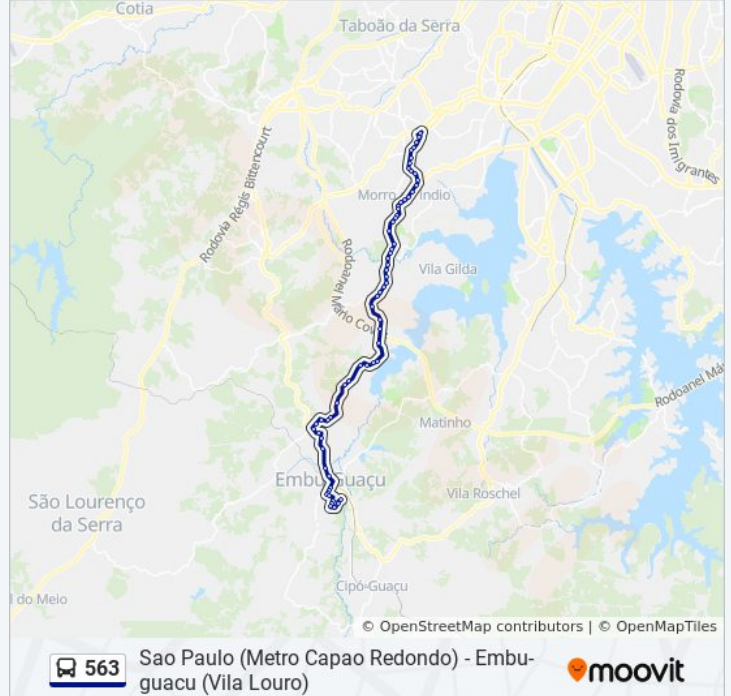 Cotia
Taboão da Serra
Rodovia dos Imigrantes
Rodovia Régis Bittencourt
Morro
índio
Vila Gilda
Rodoanel Mário Cov
Rodoanel Má
Matinho
Embu-Guaçu
Vila Roschel
São Lourenço
da Serra
Cipó-Guaçu
l do Meio
© OpenStreetMap contributors | © OpenMapTiles
563
Sao Paulo (Metro Capao Redondo) - Embu-
guacu (Vila Louro)
moovit